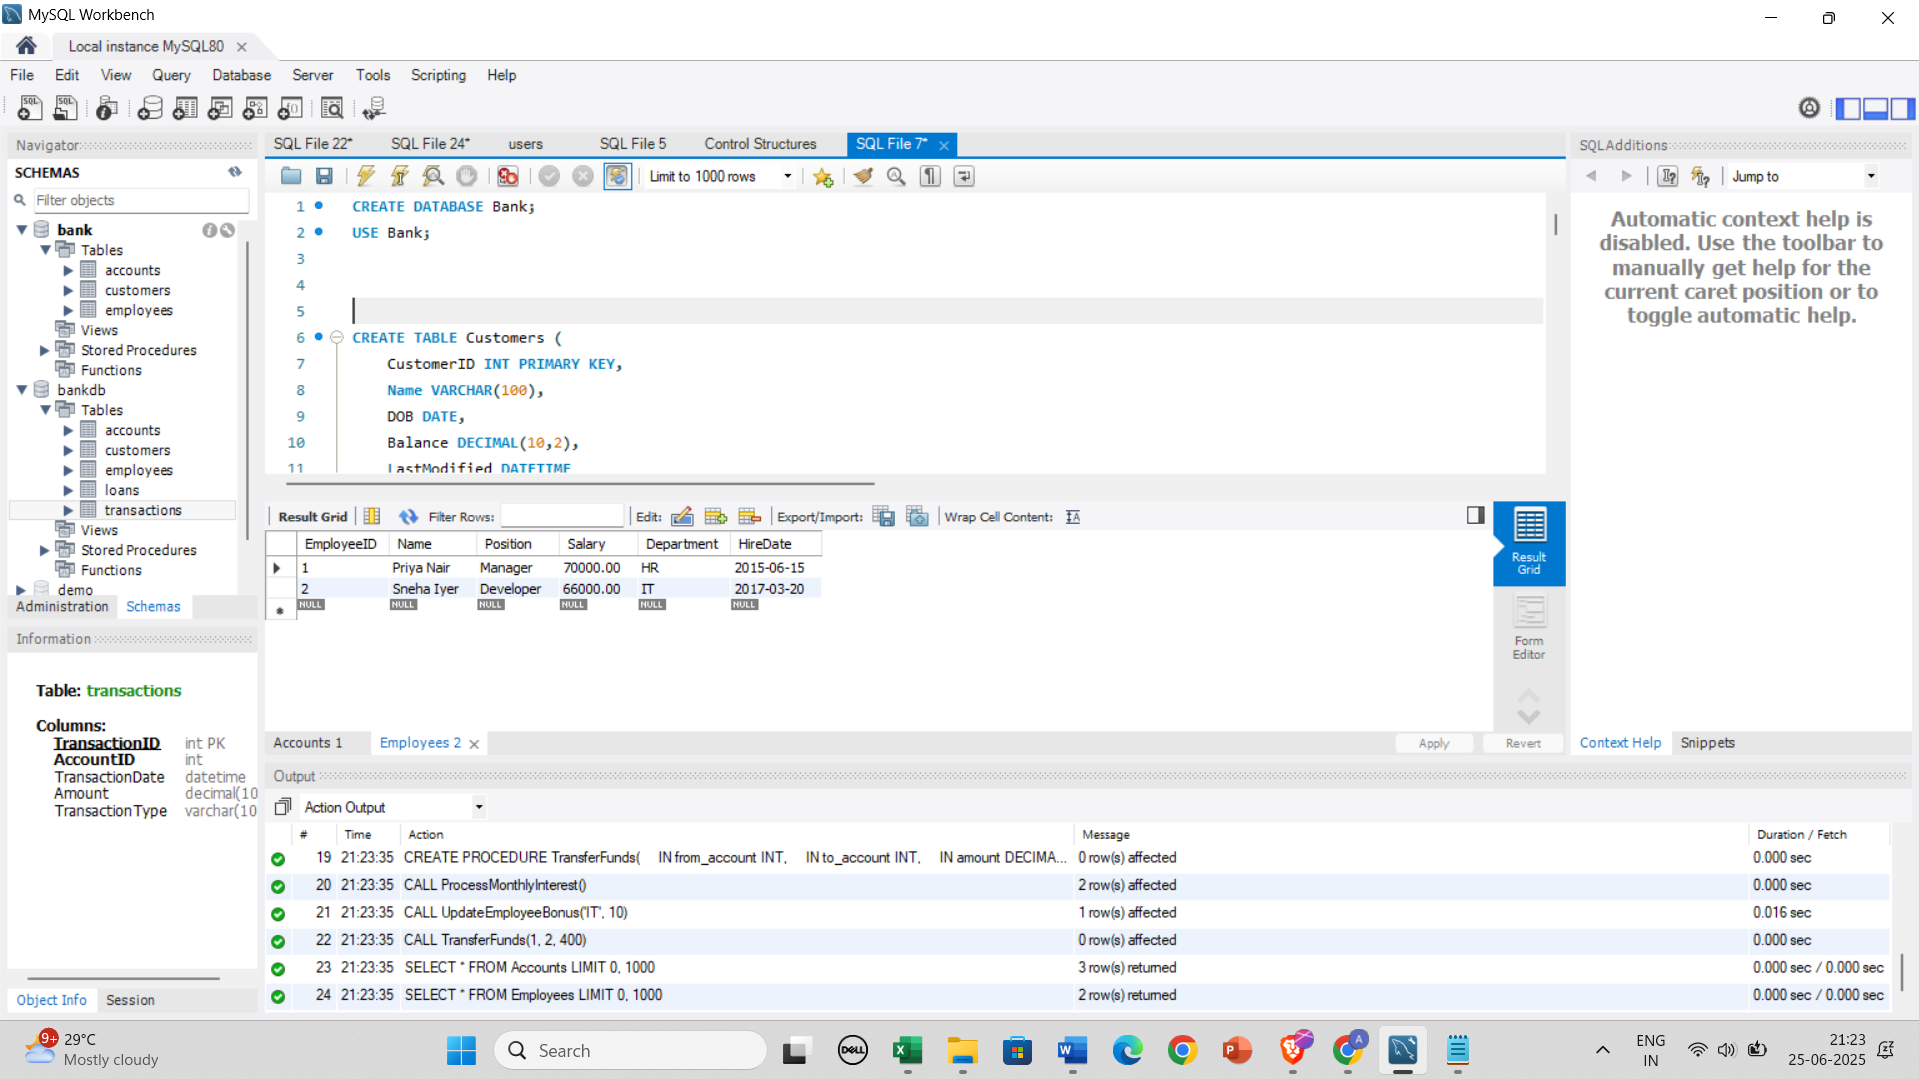 MySQL Workbench
Local instance MySQL80
File Edit View Query Database Server Tools Scripting Help
Navigator
SCHEMAS
Filter objects
bank
Tables
accounts
customers
employees
Views
Stored Procedures
Functions
bankdb
Tables
accounts
customers
employees
loans
transactions
Views
Stored Procedures
Functions
demo
Administration Schemas
Information
Table: transactions
Columns:
TransactionID int PK
AccountID int
TransactionDate datetime
Amount decimal(10
TransactionType varchar(10
Object Info Session
SQL File 22* SQL File 24* users SQL File 5 Control Structures SQL File 7*
Limit to 1000 rows
1 CREATE DATABASE Bank;
2 USE Bank;
3
4
5
6 CREATE TABLE Customers (
7 CustomerID INT PRIMARY KEY,
8 Name VARCHAR(100),
9 DOB DATE,
10 Balance DECIMAL(10,2),
11 LastModified DATETIME
Result Grid Filter Rows: Edit: Export/Import: Wrap Cell Content:
EmployeeID Name Position Salary Department HireDate
1 Priya Nair Manager 70000.00 HR 2015-06-15
2 Sneha Iyer Developer 66000.00 IT 2017-03-20
NULL NULL NULL NULL NULL NULL
Result
Grid
Form
Editor
Accounts 1 Employees 2 Apply Revert
SQLAdditions
Jump to
Automatic context help is
disabled. Use the toolbar to
manually get help for the
current caret position or to
toggle automatic help.
Context Help Snippets
Output
Action Output
# Time Action Message Duration / Fetch
19 21:23:35 CREATE PROCEDURE TransferFunds( IN from_account INT, IN to_account INT, IN amount DECIMA... 0 row(s) affected 0.000 sec
20 21:23:35 CALL ProcessMonthlyInterest() 2 row(s) affected 0.000 sec
21 21:23:35 CALL UpdateEmployeeBonus('IT', 10) 1 row(s) affected 0.016 sec
22 21:23:35 CALL TransferFunds(1, 2, 400) 0 row(s) affected 0.000 sec
23 21:23:35 SELECT * FROM Accounts LIMIT 0, 1000 3 row(s) returned 0.000 sec / 0.000 sec
24 21:23:35 SELECT * FROM Employees LIMIT 0, 1000 2 row(s) returned 0.000 sec / 0.000 sec
9+
29°C
Mostly cloudy
Search
DELL
A
ENG
IN
21:23
25-06-2025